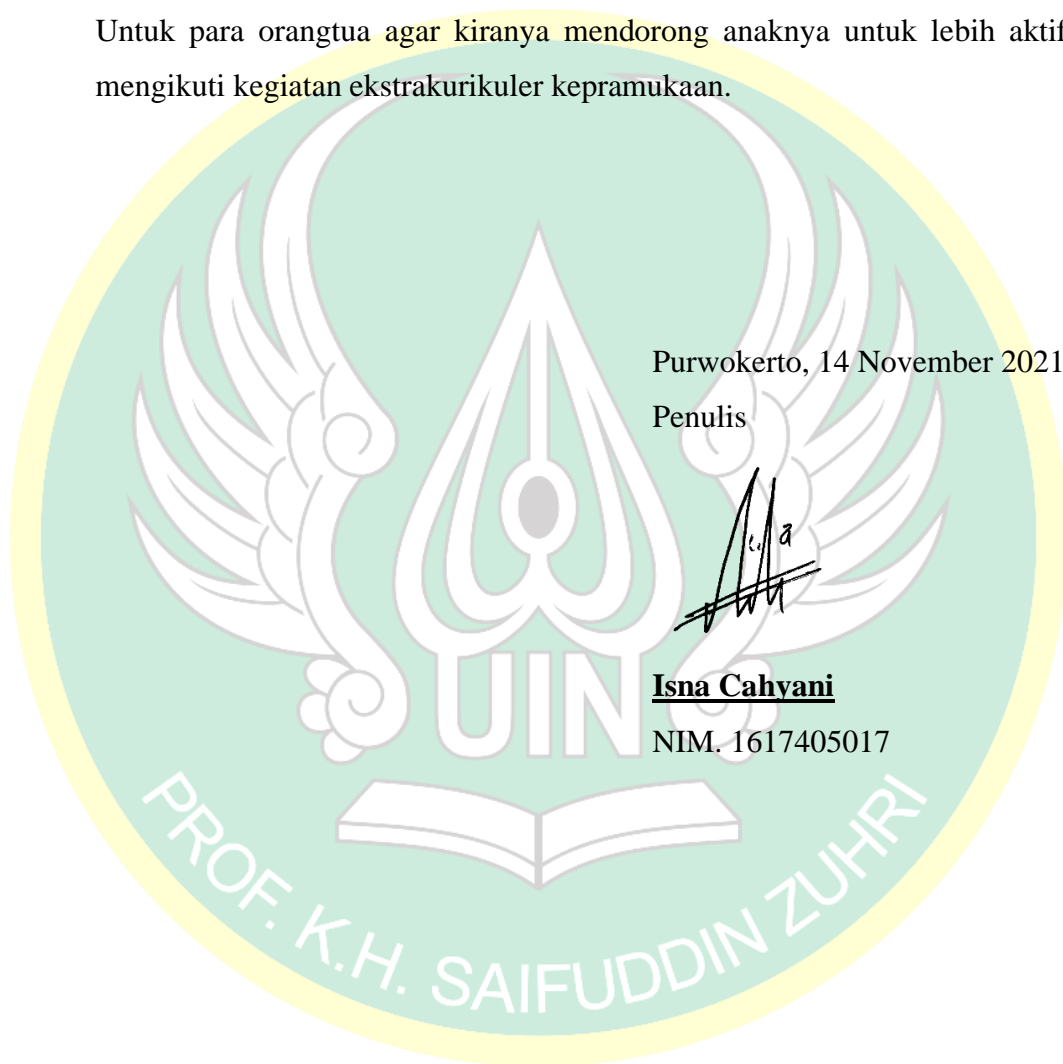 Untuk para orangtua agar kiranya mendorong anaknya untuk lebih aktif
mengikuti kegiatan ekstrakurikuler kepramukaan.
Purwokerto, 14 November 2021
Penulis
Isna Cahyani
NIM. 1617405017
UIN
PROF. K.H. SAIFUDDIN ZUHRI